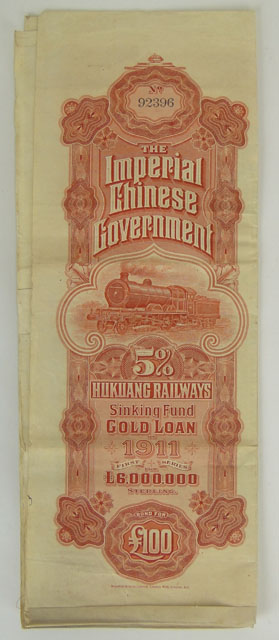 No
92396
THE
Imperial
Chinese
Government
5%
HUKUANG RAILWAYS
Sinking Fund
GOLD LOAN
1911
FIRST SERIES
£6,000,000
STERLING.
BOND FOR
£100